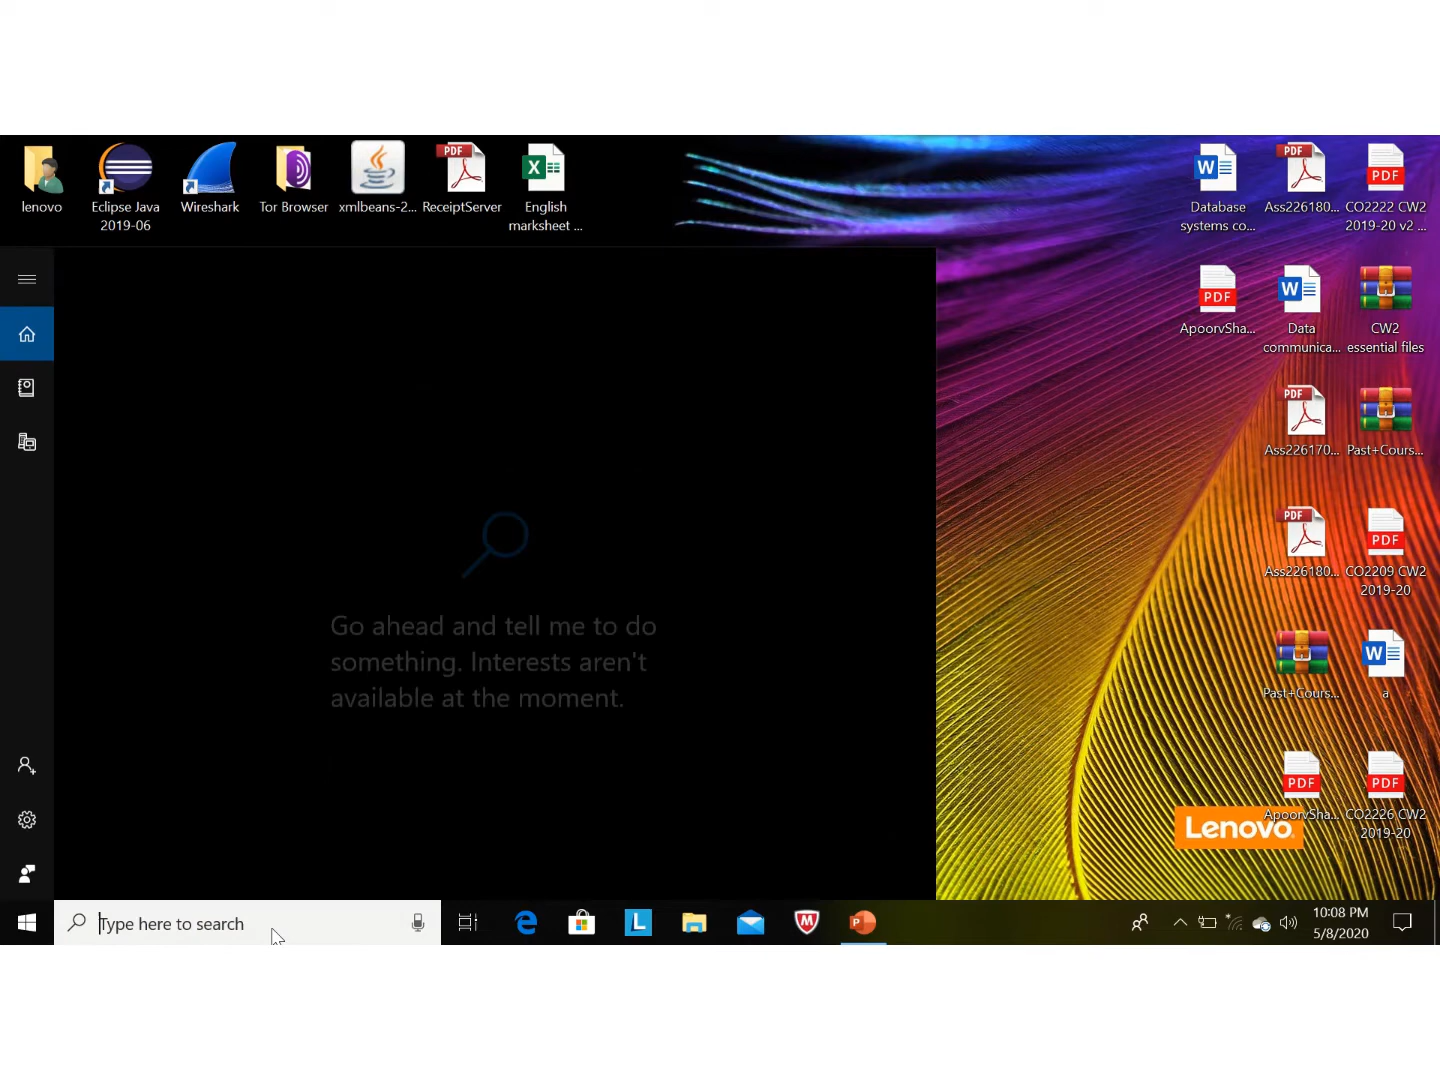 lenovo
Eclipse Java
2019-06
Wireshark
Tor Browser
xmlbeans-2...
PDF
ReceiptServer
X
English
marksheet ...
W
Database
systems co...
PDF
Ass226180...
PDF
CO2222 CW2
2019-20 v2 ...
PDF
ApoorvSha...
W
Data
communica...
CW2
essential files
PDF
Ass226170...
Past+Cours...
PDF
Ass226180...
PDF
CO2209 CW2
2019-20
Past+Cours...
W
a
PDF
ApoorvSha...
PDF
CO2226 CW2
2019-20
Lenovo
Go ahead and tell me to do
something. Interests aren't
available at the moment.
Type here to search
L
P
10:08 PM
5/8/2020